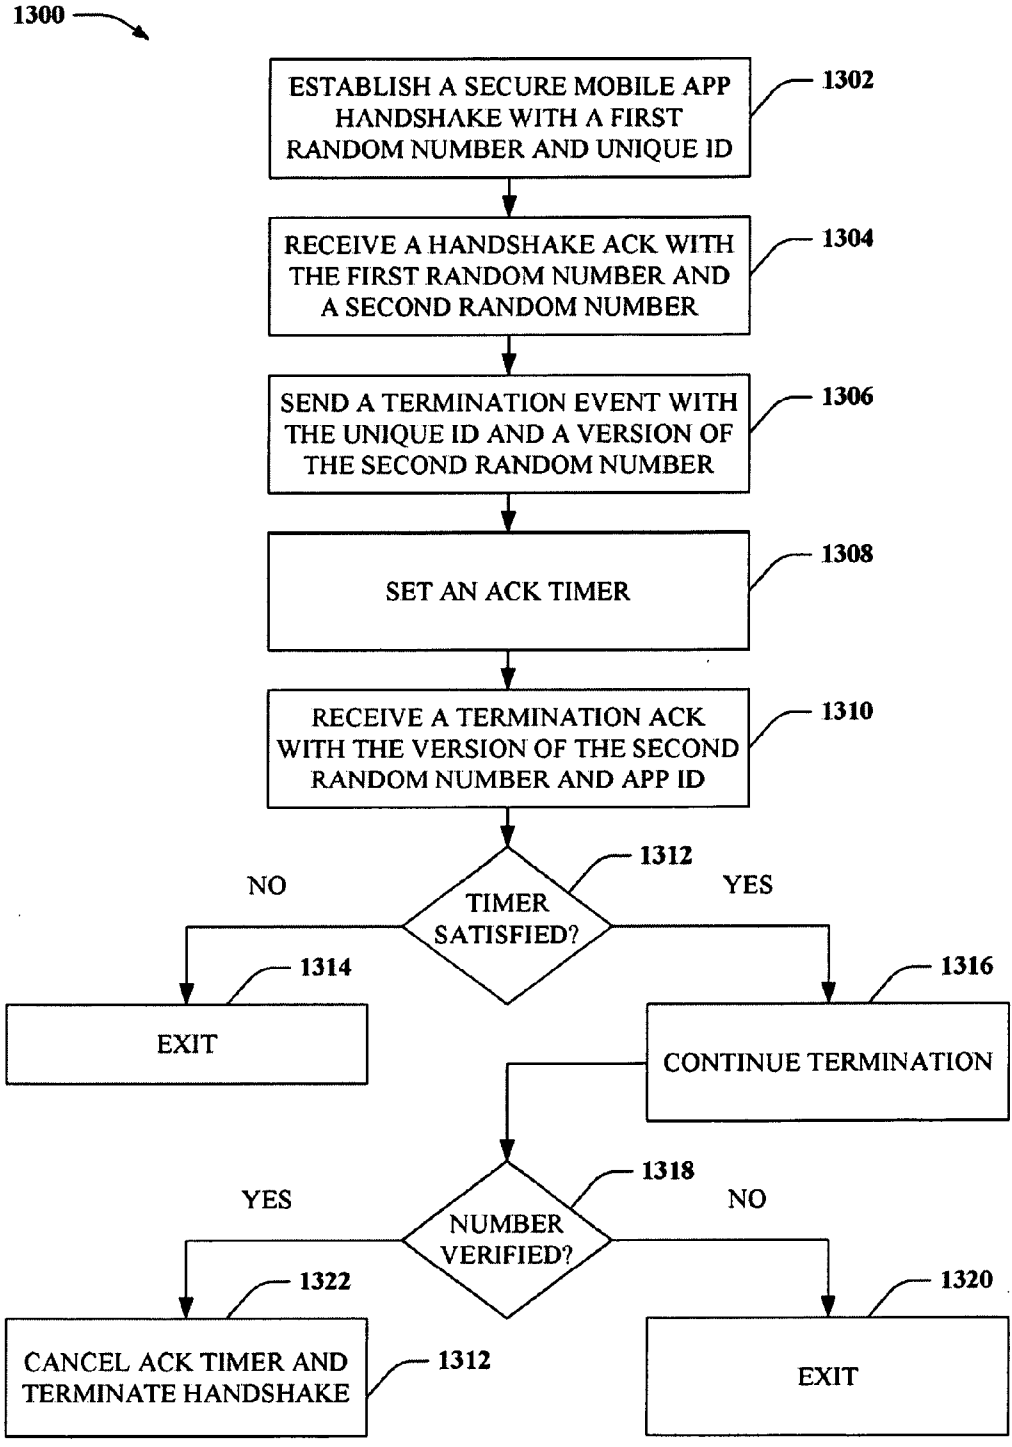 1300
ESTABLISH A SECURE MOBILE APP
HANDSHAKE WITH A FIRST
RANDOM NUMBER AND UNIQUE ID
1302
RECEIVE A HANDSHAKE ACK WITH
THE FIRST RANDOM NUMBER AND
A SECOND RANDOM NUMBER
1304
SEND A TERMINATION EVENT WITH
THE UNIQUE ID AND A VERSION OF
THE SECOND RANDOM NUMBER
1306
SET AN ACK TIMER
1308
RECEIVE A TERMINATION ACK
WITH THE VERSION OF THE SECOND
RANDOM NUMBER AND APP ID
1310
TIMER
SATISFIED?
1312
NO
YES
1314
EXIT
1316
CONTINUE TERMINATION
NUMBER
VERIFIED?
1318
YES
NO
1322
CANCEL ACK TIMER AND
TERMINATE HANDSHAKE
1312
1320
EXIT